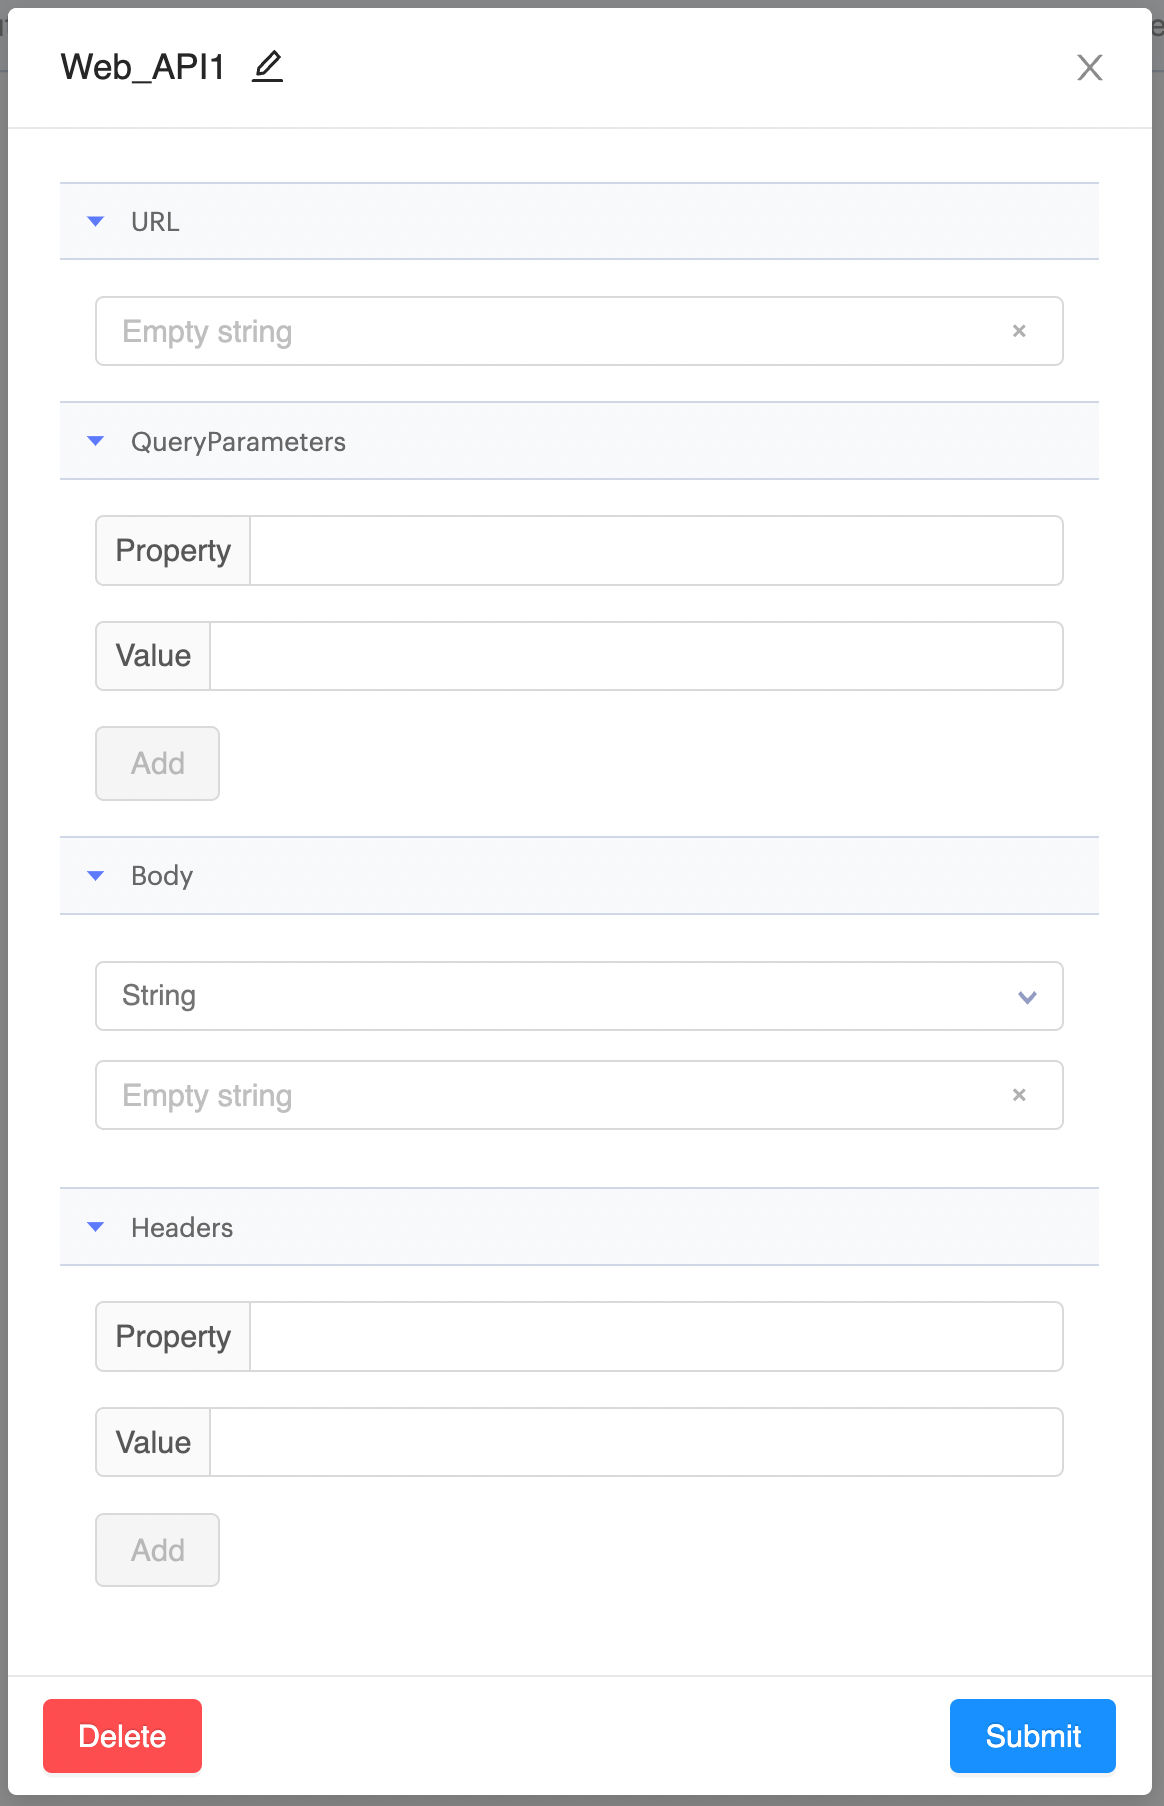 Web_API1
URL
Empty string
QueryParameters
Property
Value
Add
Body
String
Empty string
Headers
Property
Value
Add
Delete
Submit